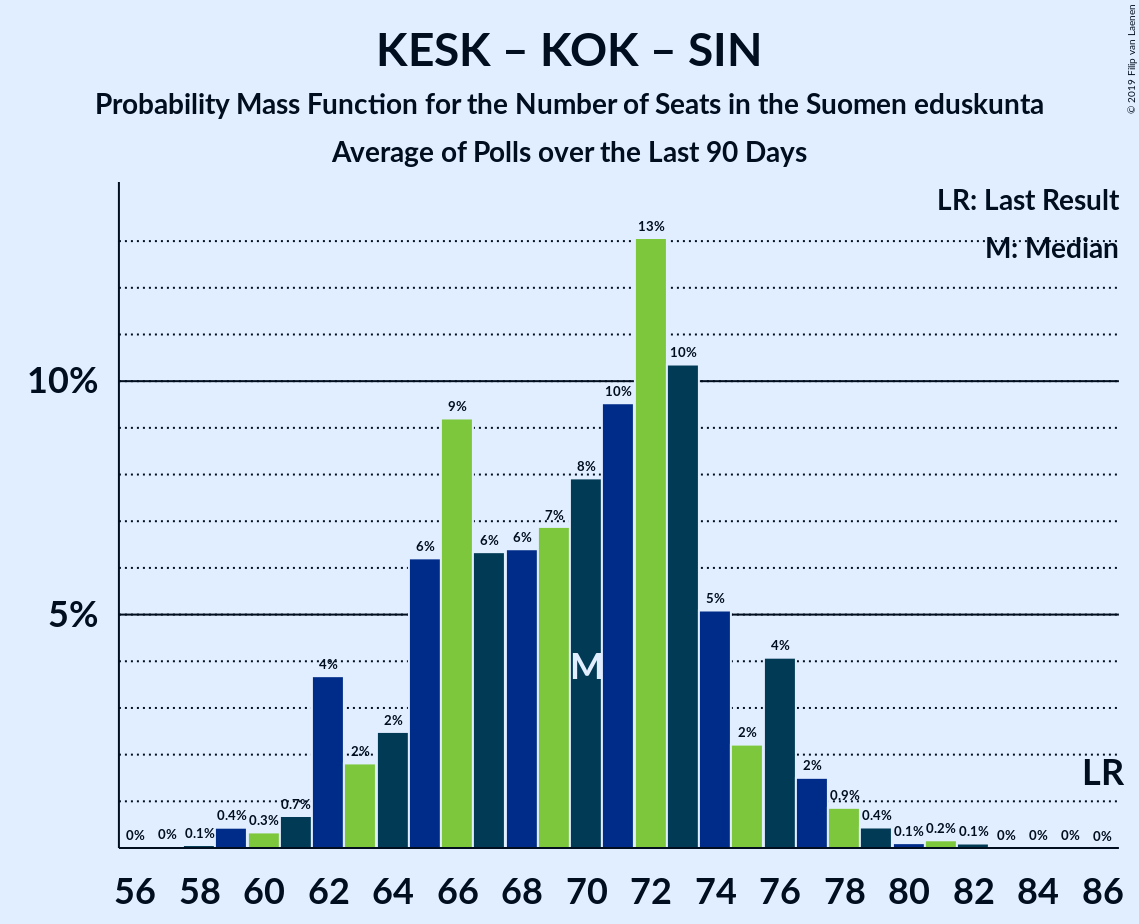 KESK – KOK – SIN
Probability Mass Function for the Number of Seats in the Suomen eduskunta
Average of Polls over the Last 90 Days
© 2019 Filip van Laenen
LR: Last Result
M: Median
10%
5%
0% 0% 0.1% 0.4% 0.3% 0.7% 4% 2% 2% 6% 9% 6% 6% 7% 8% 10% 13% 10% 5% 2% 4% 2% 0.9% 0.4% 0.1% 0.2% 0.1% 0% 0% 0% 0%
M
LR
56 58 60 62 64 66 68 70 72 74 76 78 80 82 84 86